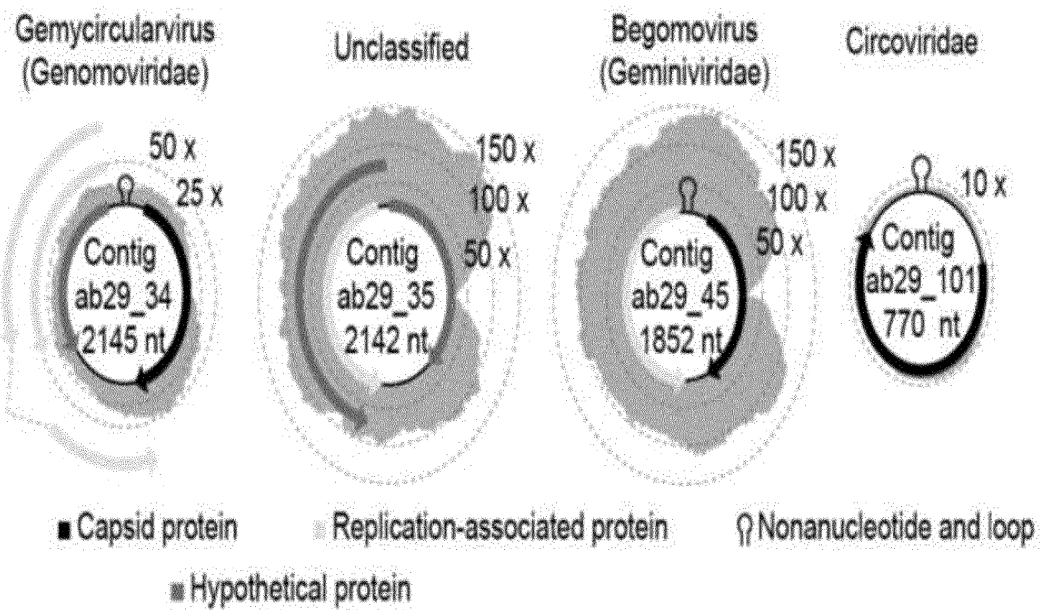 Gemycircularvirus
(Genomoviridae)
Unclassified
Begomovirus
(Geminiviridae)
Circoviridae
50 x
25 x
Contig
ab29_34
2145 nt
150 x
100 x
50 x
Contig
ab29_35
2142 nt
150 x
100 x
50 x
Contig
ab29_45
1852 nt
10 x
Contig
ab29_101
770 nt
Capsid protein
Replication-associated protein
Nonanucleotide and loop
Hypothetical protein